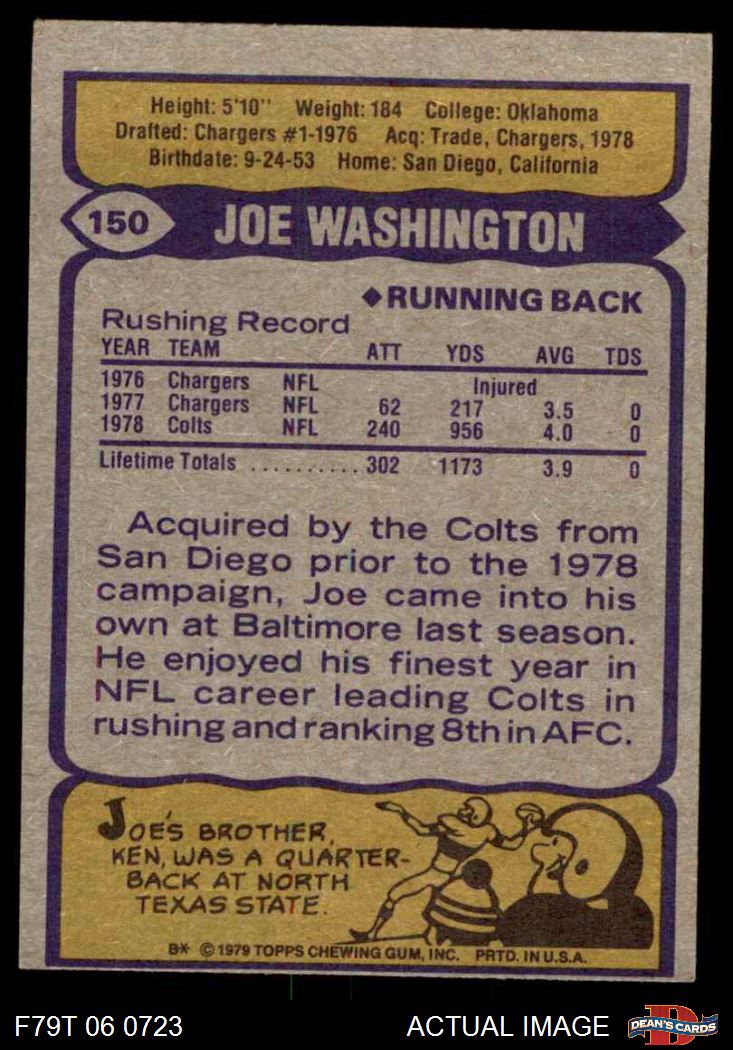 Height: 5'10" Weight: 184 College: Oklahoma
Drafted: Chargers #1-1976 Acq: Trade, Chargers, 1978
Birthdate: 9-24-53 Home: San Diego, California
150 JOE WASHINGTON
◆RUNNING BACK
Rushing Record
YEAR TEAM ATT YDS AVG TDS
1976 Chargers NFL Injured
1977 Chargers NFL 62 217 3.5 0
1978 Colts NFL 240 956 4.0 0
Lifetime Totals .......... 302 1173 3.9 0
Acquired by the Colts from
San Diego prior to the 1978
campaign, Joe came into his
own at Baltimore last season.
He enjoyed his finest year in
NFL career leading Colts in
rushing and ranking 8th in AFC.
JOE'S BROTHER,
KEN, WAS A QUARTER-
BACK AT NORTH
TEXAS STATE.
B* © 1979 TOPPS CHEWING GUM, INC. PRTD. IN U.S.A.
F79T 06 0723 ACTUAL IMAGE D DEAN'S CARDS